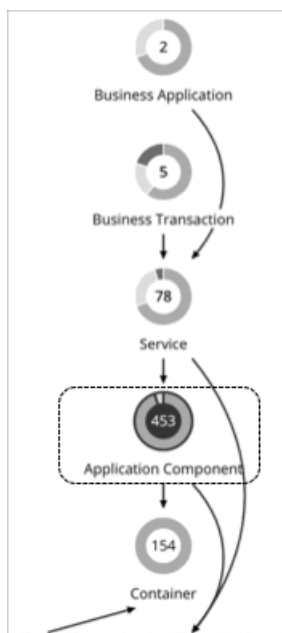 2
Business Application
5
Business Transaction
78
Service
453
Application Component
154
Container